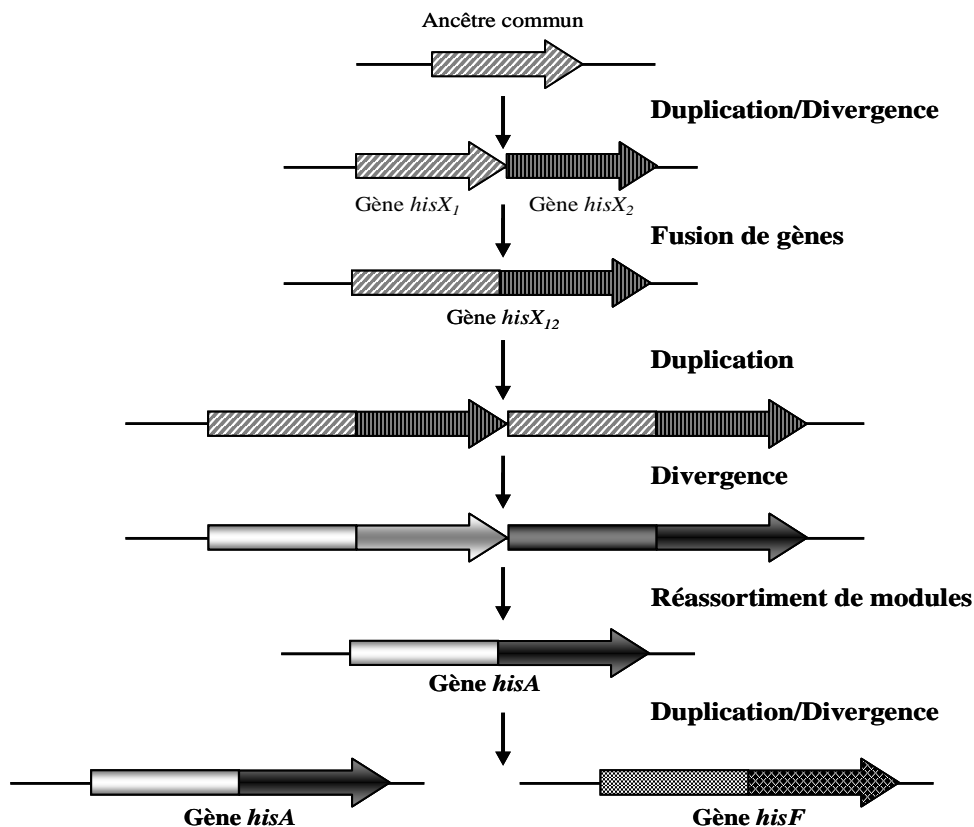 Ancêtre commun
Duplication/Divergence
Gène hisX1 Gène hisX2
Fusion de gènes
Gène hisX12
Duplication
Divergence
Réassortiment de modules
Gène hisA
Duplication/Divergence
Gène hisA Gène hisF